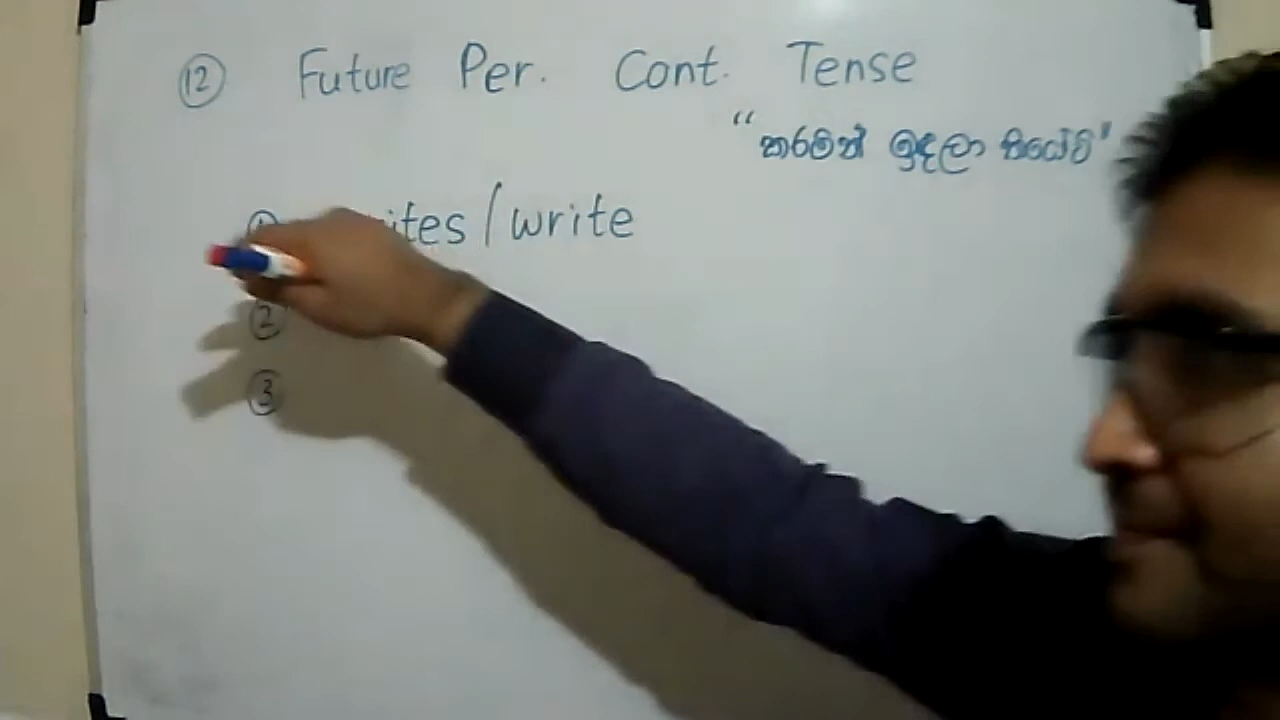 ⑫ Future Per. Cont. Tense
"කරමින් ඉඳලා තියේවි"
/write
②
③